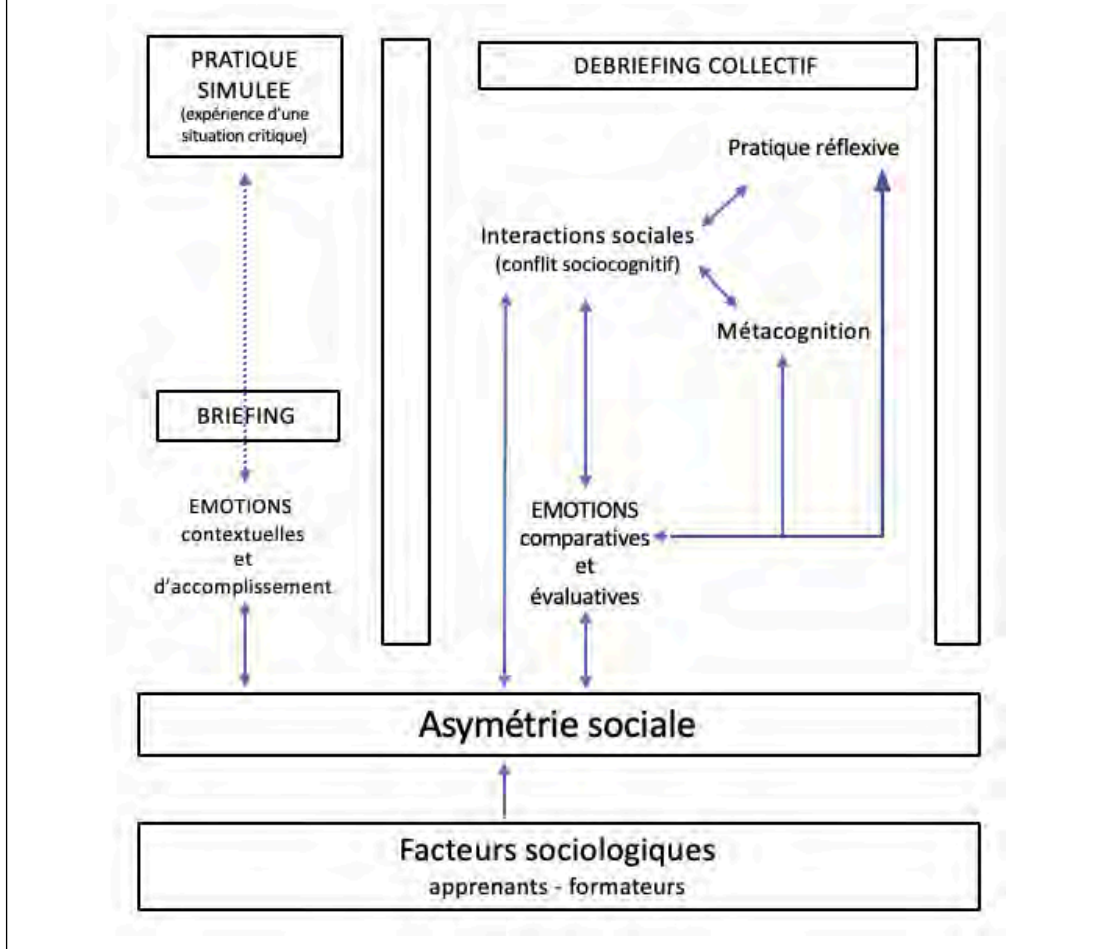 PRATIQUE
SIMULEE
(expérience d'une
situation critique)
BRIEFING
EMOTIONS
contextuelles
et
d'accomplissement
DEBRIEFING COLLECTIF
Pratique réflexive
Interactions sociales
(conflit sociocognitif)
Métacognition
EMOTIONS
comparatives
et
évaluatives
Asymétrie sociale
Facteurs sociologiques
apprenants - formateurs